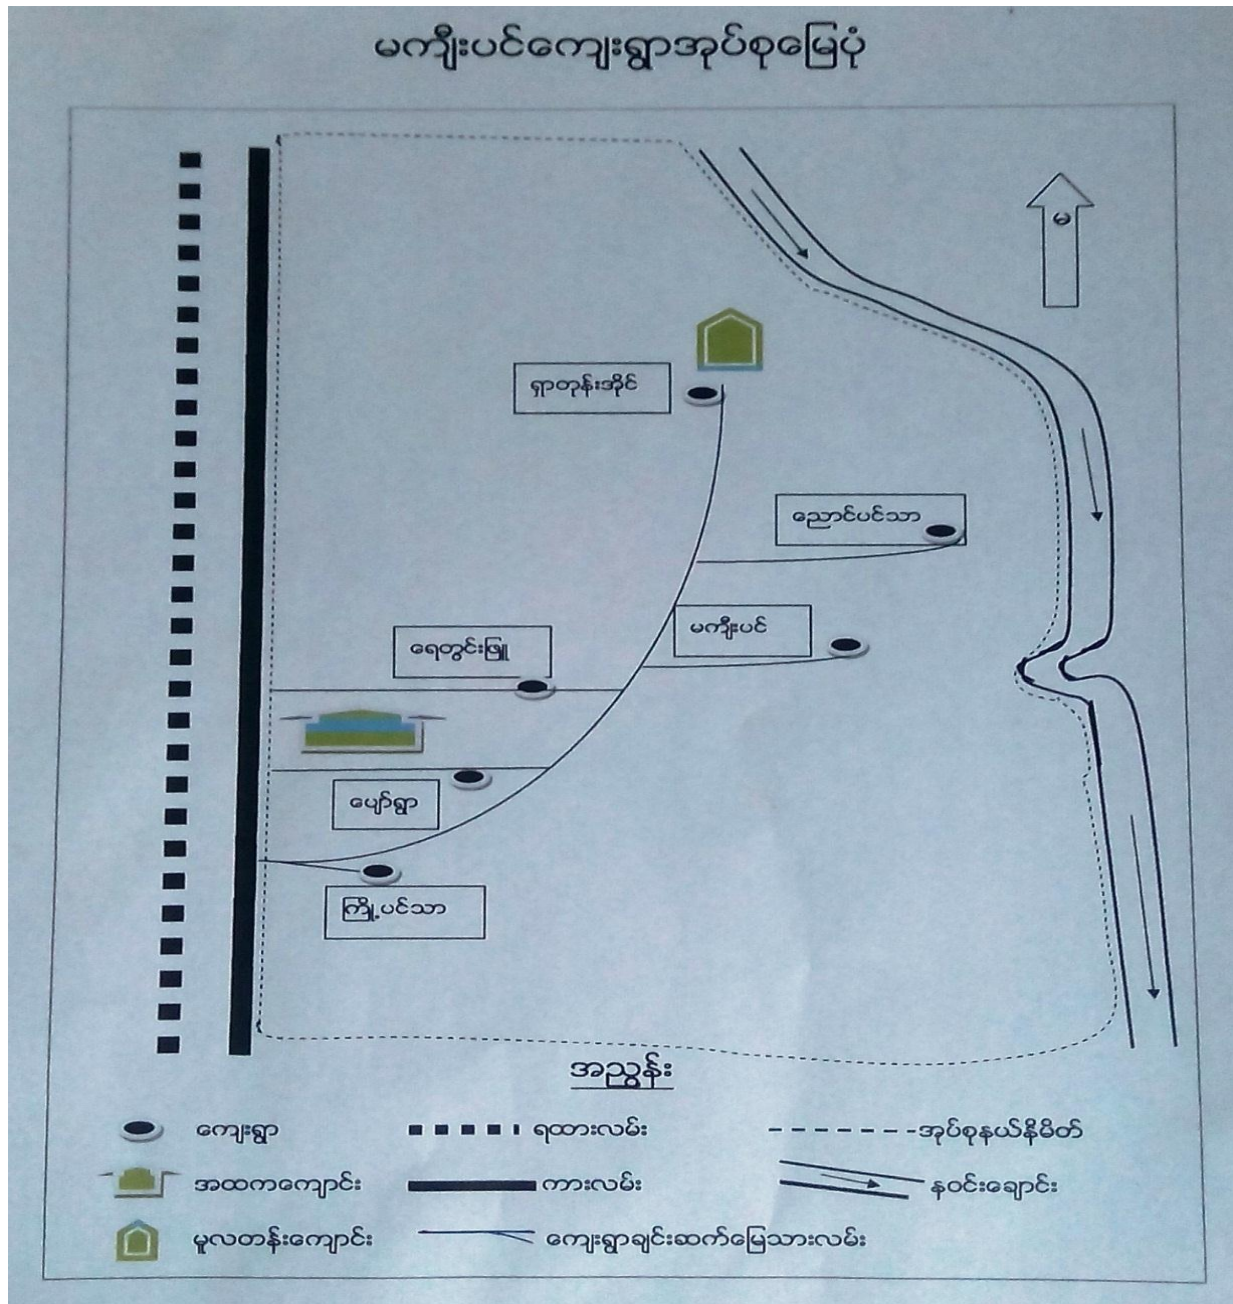 မကျီးပင်ကျေးရွာအုပ်စုမြေပုံ
မ
ရှာတုန်းအိုင်
ညောင်ပင်သာ
မကျီးပင်
ရေတွင်းဖြူ
ပျော်ရွာ
ကြို့ပင်သာ
အညွှန်း
ကျေးရွာ ရထားလမ်း အုပ်စုနယ်နိမိတ်
အထကကျောင်း ကားလမ်း နဝင်းချောင်း
မူလတန်းကျောင်း ကျေးရွာချင်းဆက်မြေသားလမ်း